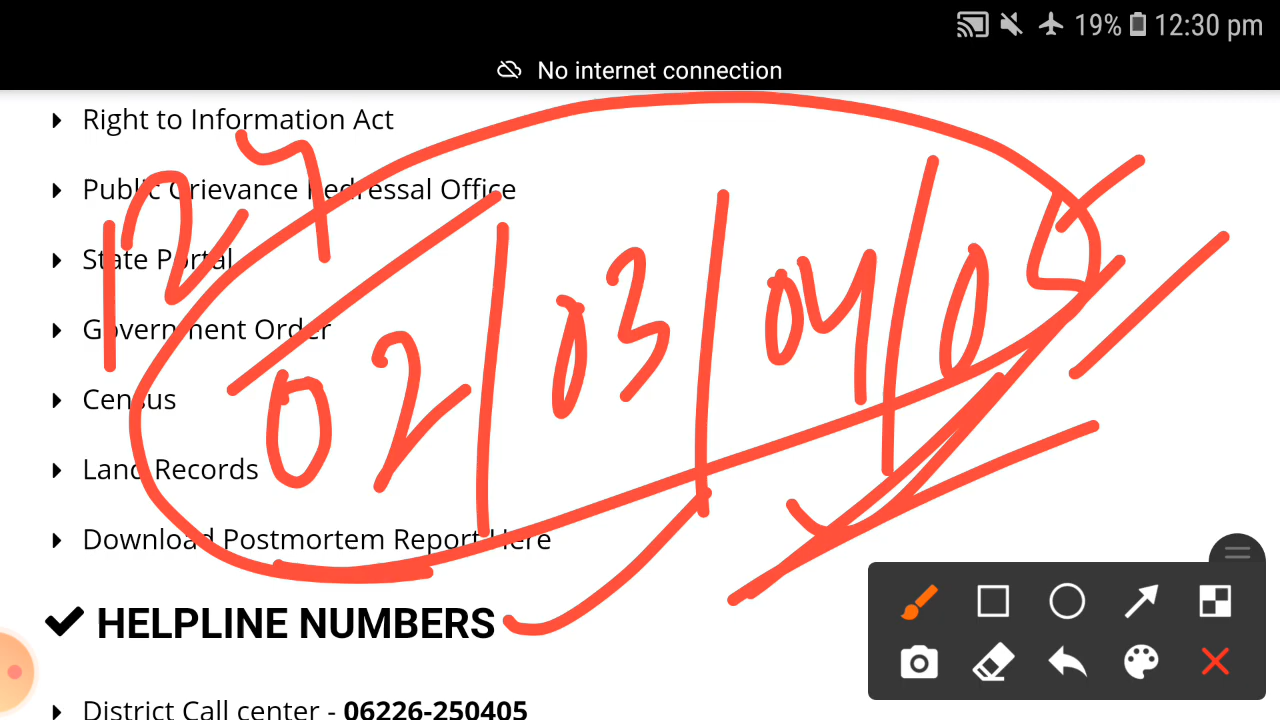 19% 12:30 pm
No internet connection
Right to Information Act
Public Grievance Redressal Office
State Portal
Government Order
Census
Land Records
Download Postmortem Report Here
124
02 | 03 | 04 | 05
HELPLINE NUMBERS
District Call center - 06226-250405